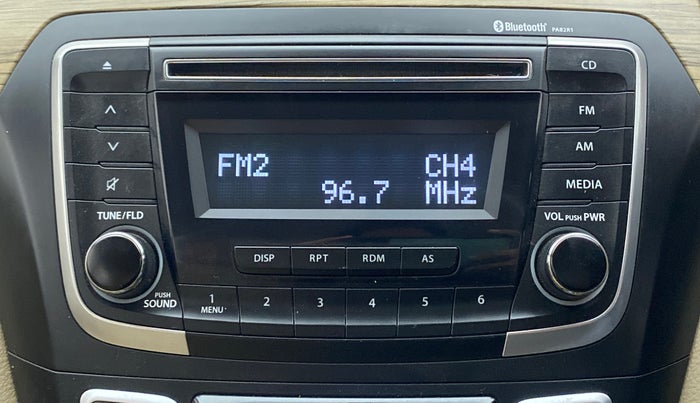 Bluetooth® PA82R1
CD
FM
AM
MEDIA
TUNE/FLD
VOL PUSH PWR
FM2 CH4
96.7 MHz
DISP RPT RDM AS
PUSH
SOUND
1 2 3 4 5 6
MENU